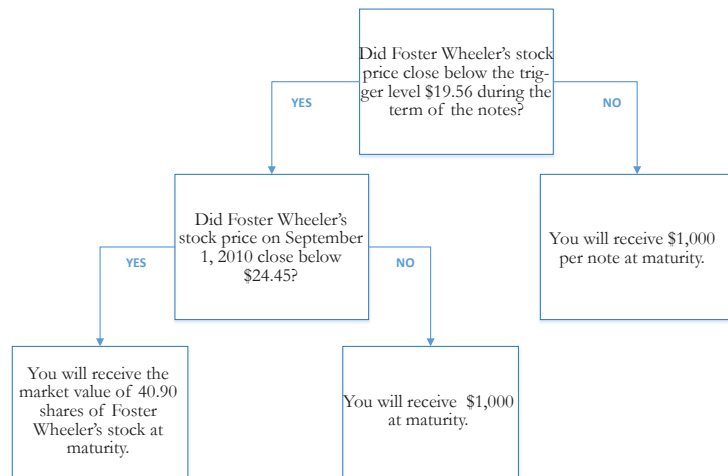 Did Foster Wheeler's stock
price close below the trig-
ger level $19.56 during the
term of the notes?
YES
NO
Did Foster Wheeler's
stock price on September
1, 2010 close below
$24.45?
You will receive $1,000
per note at maturity.
YES
NO
You will receive the
market value of 40.90
shares of Foster
Wheeler's stock at
maturity.
You will receive $1,000
at maturity.